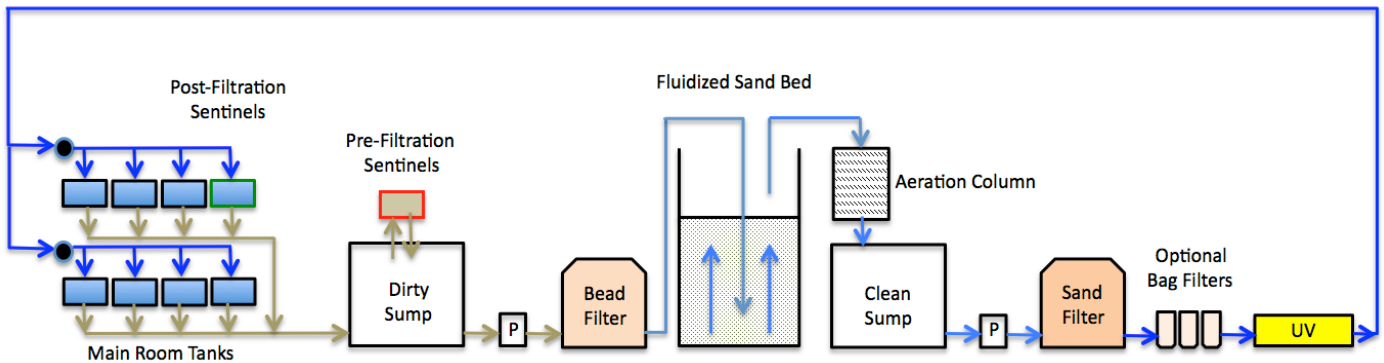 Post-Filtration
Sentinels
Pre-Filtration
Sentinels
Fluidized Sand Bed
Aeration Column
Dirty
Sump
P
Bead
Filter
Clean
Sump
P
Sand
Filter
Optional
Bag Filters
UV
Main Room Tanks